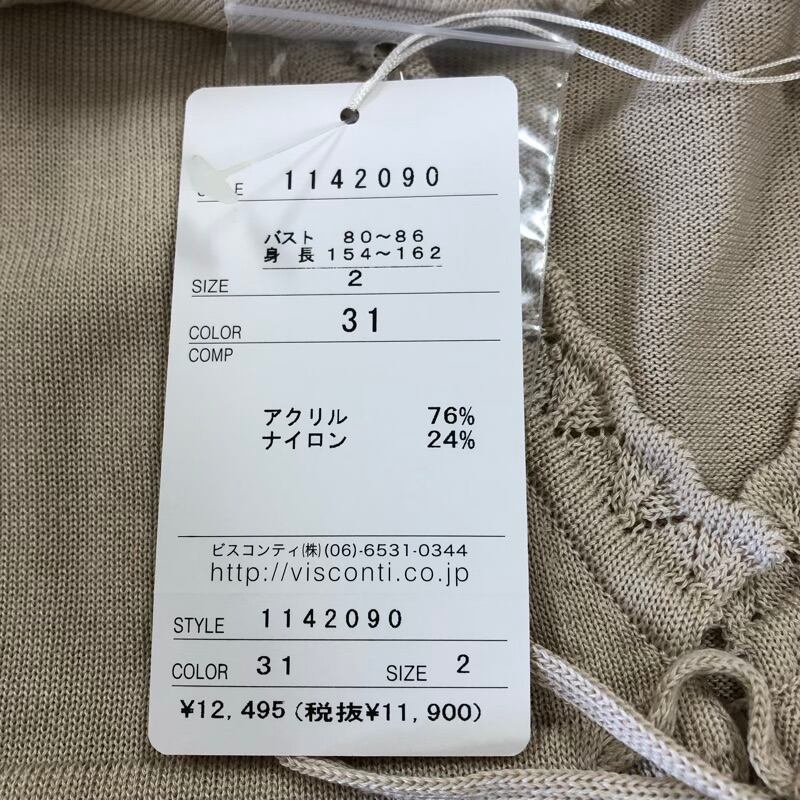 1142090
バスト 80～86
身 長 154～162
SIZE 2
COLOR 31
COMP
アクリル 76%
ナイロン 24%
ビスコンティ(株)(06)-6531-0344
http://visconti.co.jp
STYLE 1142090
COLOR 31 SIZE 2
¥12,495(税抜¥11,900)